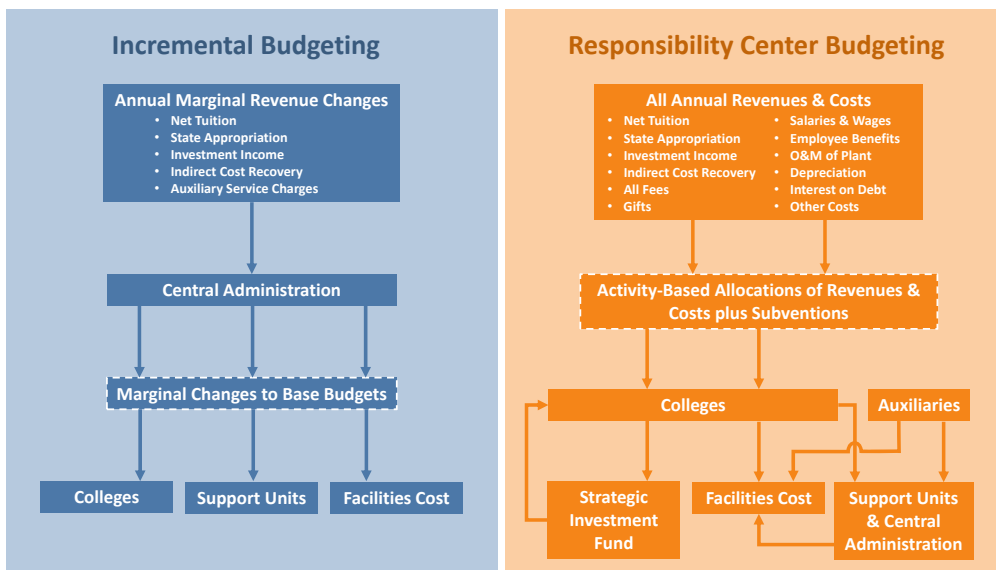 Incremental Budgeting
Annual Marginal Revenue Changes
• Net Tuition
• State Appropriation
• Investment Income
• Indirect Cost Recovery
• Auxiliary Service Charges
Central Administration
Marginal Changes to Base Budgets
Colleges
Support Units
Facilities Cost
Responsibility Center Budgeting
All Annual Revenues & Costs
• Net Tuition
• State Appropriation
• Investment Income
• Indirect Cost Recovery
• All Fees
• Gifts
• Salaries & Wages
• Employee Benefits
• O&M of Plant
• Depreciation
• Interest on Debt
• Other Costs
Activity-Based Allocations of Revenues &
Costs plus Subventions
Colleges
Auxiliaries
Strategic
Investment
Fund
Facilities Cost
Support Units
& Central
Administration